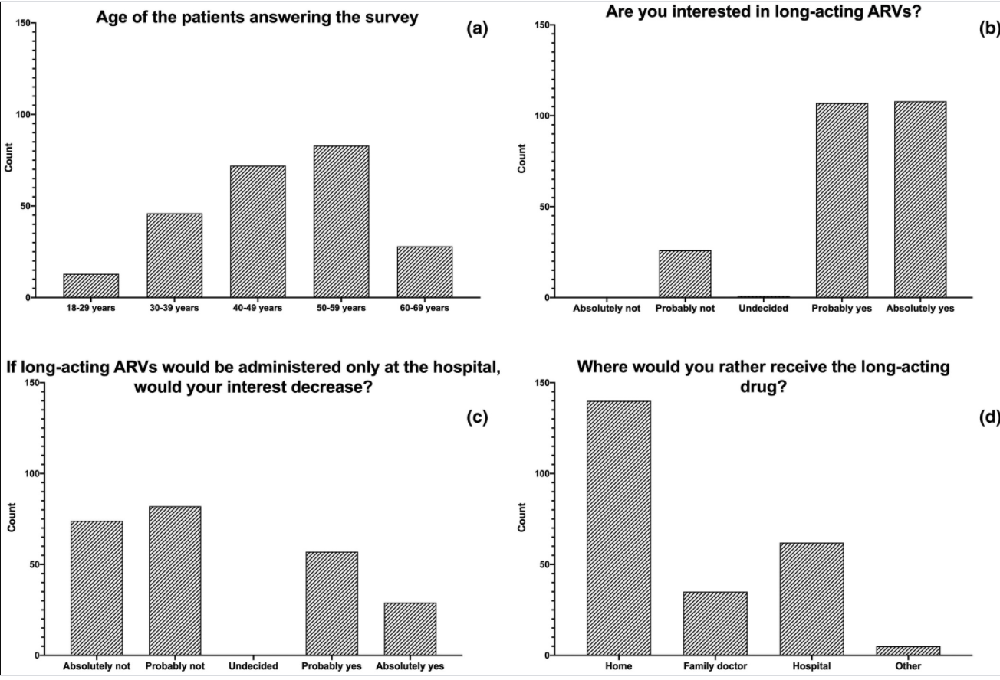 Age of the patients answering the survey
(a)
150
100
50
0
Count
18-29 years
30-39 years
40-49 years
50-59 years
60-69 years
Are you interested in long-acting ARVs?
(b)
150
100
50
0
Count
Absolutely not
Probably not
Undecided
Probably yes
Absolutely yes
If long-acting ARVs would be administered only at the hospital,
would your interest decrease?
(c)
150
100
50
0
Count
Absolutely not
Probably not
Undecided
Probably yes
Absolutely yes
Where would you rather receive the long-acting
drug?
(d)
150
100
50
0
Count
Home
Family doctor
Hospital
Other